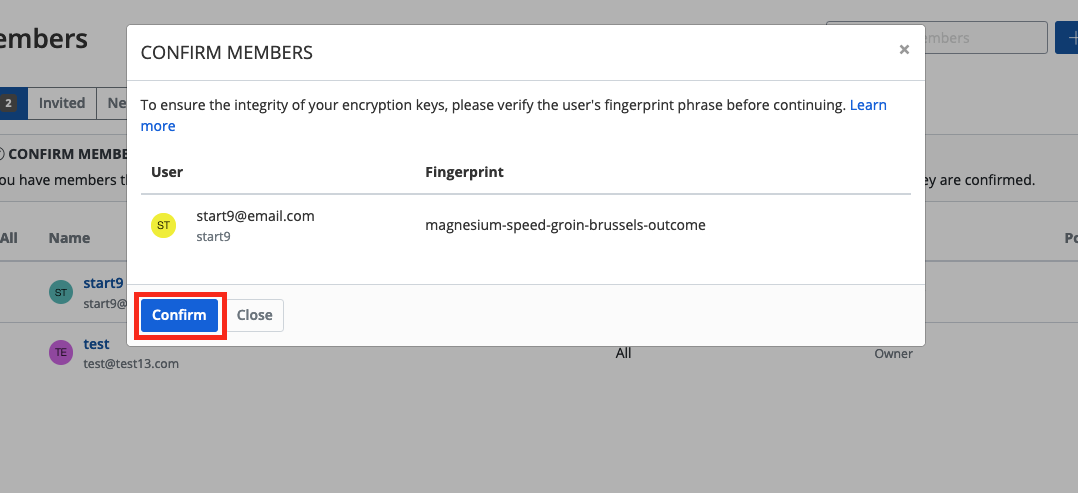 embers
CONFIRM MEMBERS
×
embers
2
Invited
Ne
To ensure the integrity of your encryption keys, please verify the user's fingerprint phrase before continuing. Learn
more
CONFIRM MEMBE
ou have members t
ey are confirmed.
User
Fingerprint
ST
start9@email.com
start9
magnesium-speed-groin-brussels-outcome
All
Name
Po
ST
start9
start9@
Confirm
Close
TE
test
test@test13.com
All
Owner